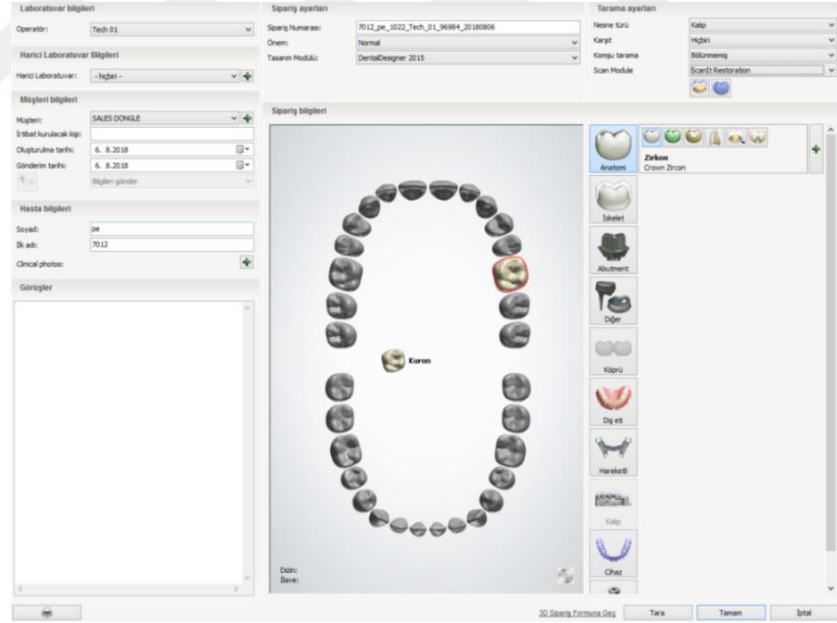 Laboratuvar bilgileri
Operatör:
Tech 01
Harici Laboratuvar Bilgileri
Harici Laboratuvar:
- hiçbiri -
Müşteri bilgileri
Müşteri:
SALES DONGLE
İrtibat kurulacak kişi:
Oluşturulma tarihi:
6. 8.2018
Gönderim tarihi:
6. 8.2018
Bilgileri gönder
Hasta bilgileri
Soyad:
pe
İlk adı:
7012
Clinical photos:
Görüşler
Sipariş ayarları
Sipariş Numarası:
7012_pe_1022_Tech_01_96984_20180806
Önem:
Normal
Tasarım Modülü:
DentalDesigner 2015
Tarama ayarları
Nesne türü
Kalıp
Karşıt
Hiçbiri
Komşu tarama
Bölünmemiş
Scan Module
ScanIt Restoration
Sipariş bilgileri
Kuron
Dizin:
İlave:
Anatomi
Zirkon
Crown Zircon
İskelet
Abutment
Diğer
Köprü
Diş eti
Hareketli
Kalıp
Cihaz
3D Sipariş Formuna Geç
Tara
Tamam
İptal